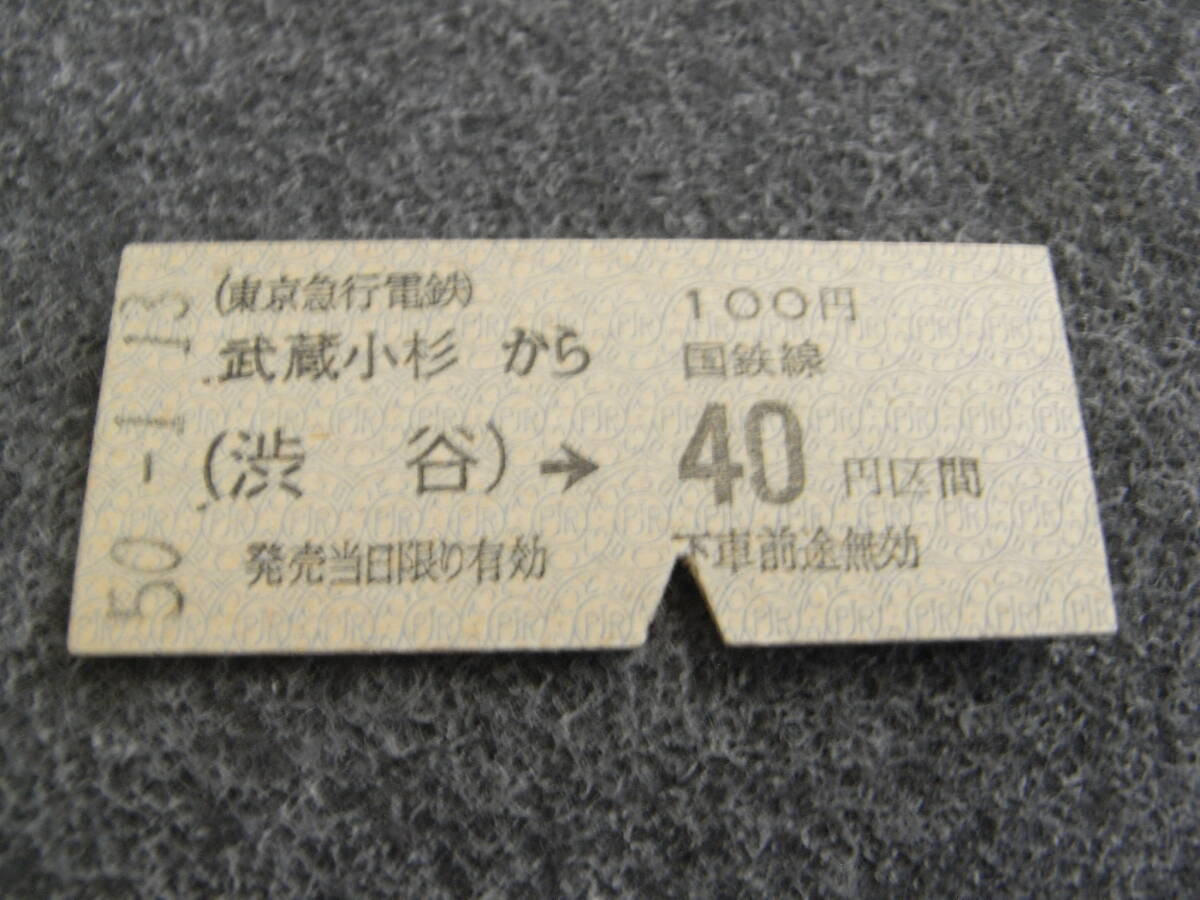 50-1 13
(東京急行電鉄)
武蔵小杉 から
(渋 谷) →
発売当日限り有効
100円
国鉄線
40 円区間
下車前途無効